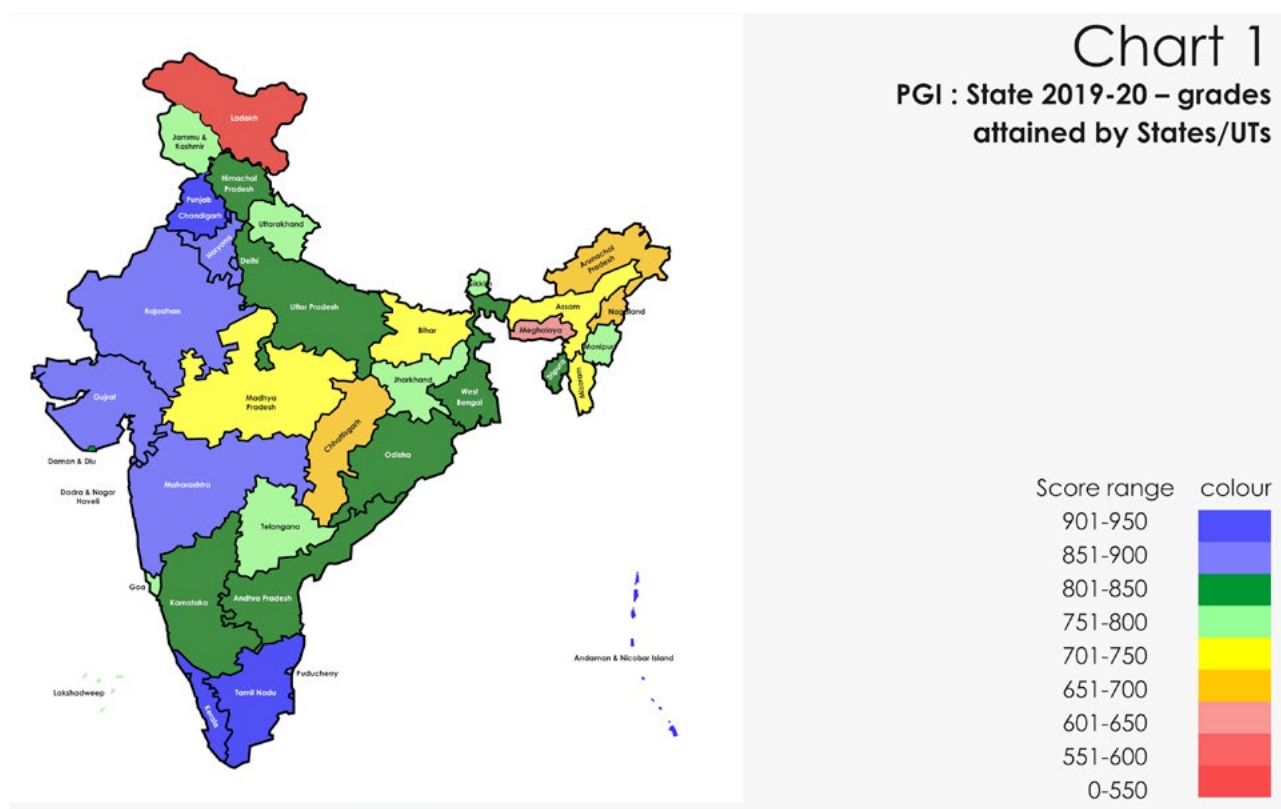 Chart 1
PGI : State 2019-20 – grades
attained by States/UTs
Ladakh
Jammu &
Kashmir
Himachal
Pradesh
Punjab
Chandigarh
Uttarakhand
Haryana
Delhi
Rajasthan
Uttar Pradesh
Bihar
Sikkim
Arunachal
Pradesh
Assam
Nagaland
Meghalaya
Manipur
Tripura
Mizoram
Gujrat
Madhya
Pradesh
Jharkhand
West
Bengal
Chhattisgarh
Odisha
Daman & Diu
Dadra & Nagar
Haveli
Maharashtra
Telangana
Goa
Karnataka
Andhra Pradesh
Andaman & Nicobar Island
Puducherry
Lakshadweep
Tamil Nadu
Kerala
Score range colour
901-950
851-900
801-850
751-800
701-750
651-700
601-650
551-600
0-550